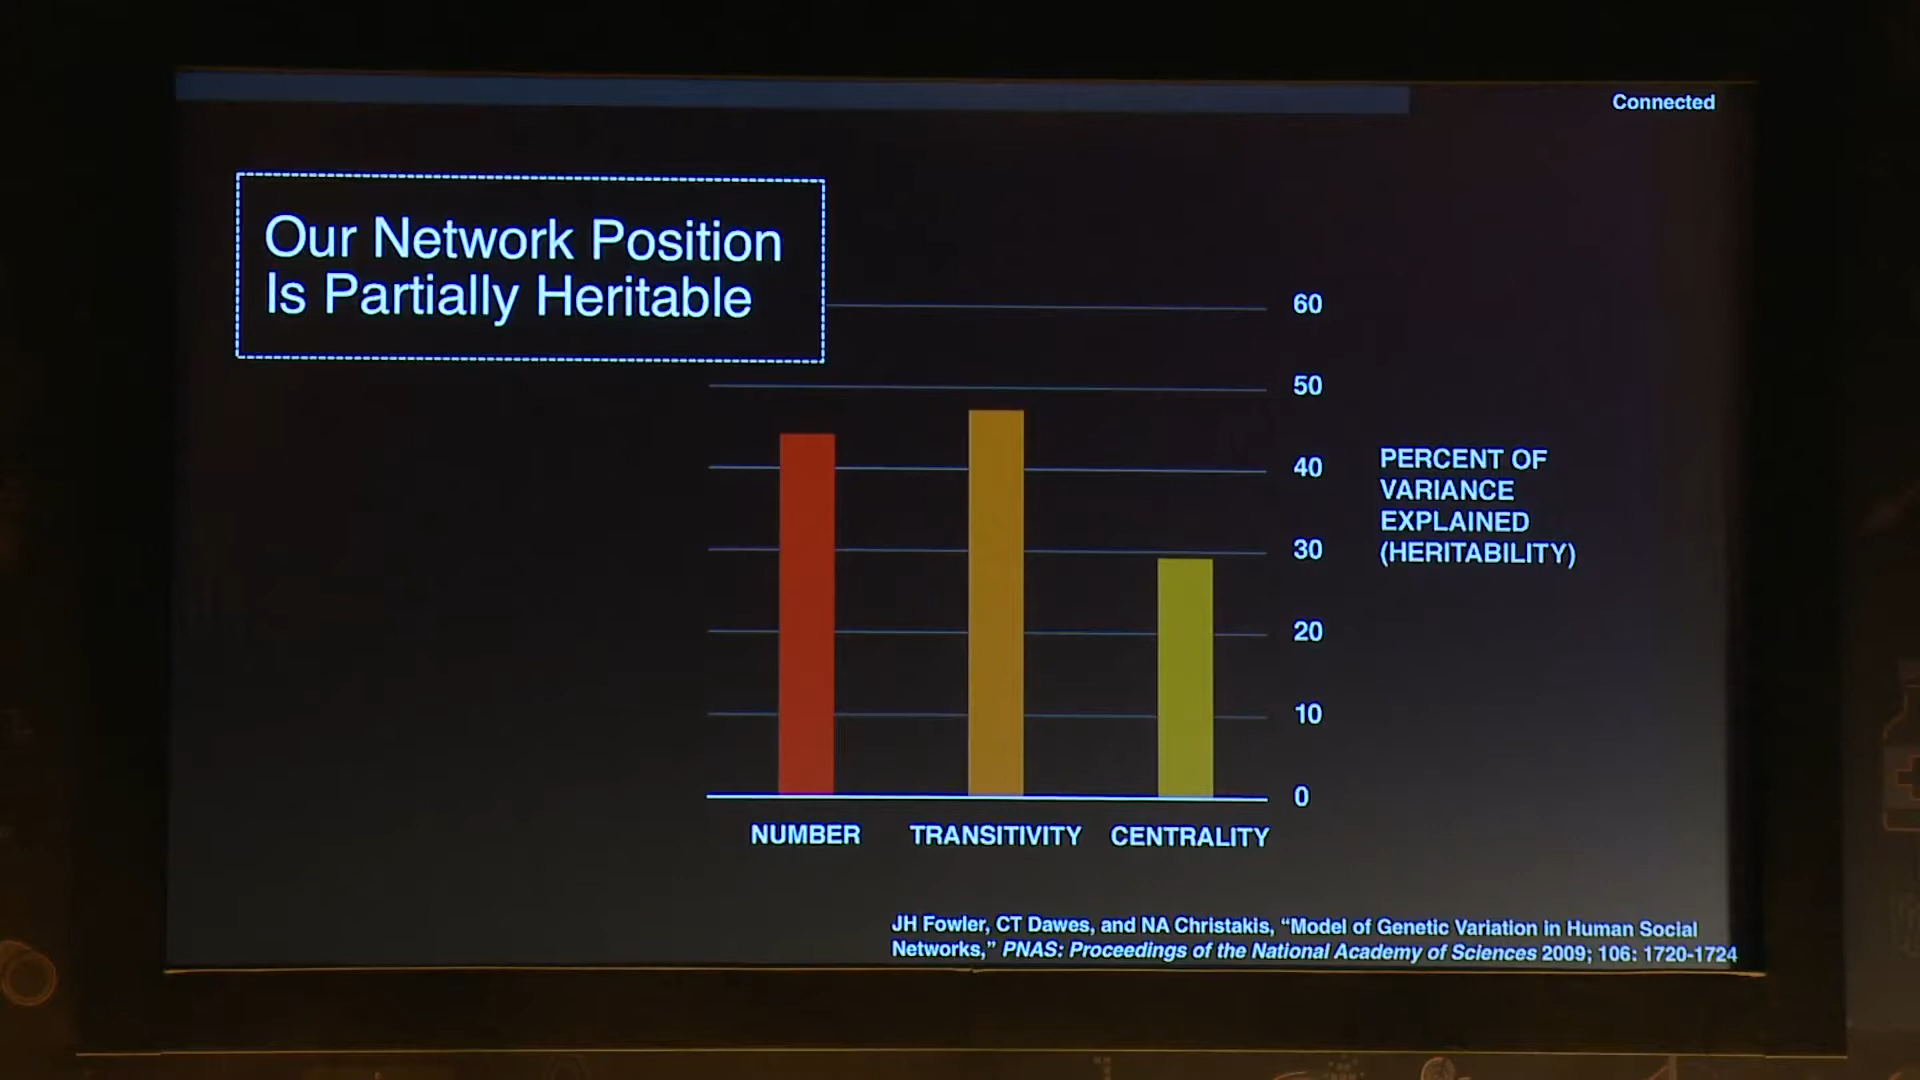 Connected
Our Network Position
Is Partially Heritable
60
50
40
30
20
10
0
PERCENT OF
VARIANCE
EXPLAINED
(HERITABILITY)
NUMBER TRANSITIVITY CENTRALITY
JH Fowler, CT Dawes, and NA Christakis, “Model of Genetic Variation in Human Social
Networks,” PNAS: Proceedings of the National Academy of Sciences 2009; 106: 1720-1724